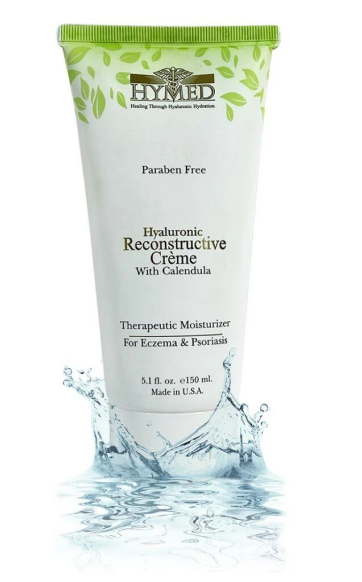 HYMED
Healing Through Hyaluronic Hydration
Paraben Free
Hyaluronic
Reconstructive
Crème
With Calendula
Therapeutic Moisturizer
For Eczema & Psoriasis
5.1 fl. oz. ℮150 ml.
Made in U.S.A.